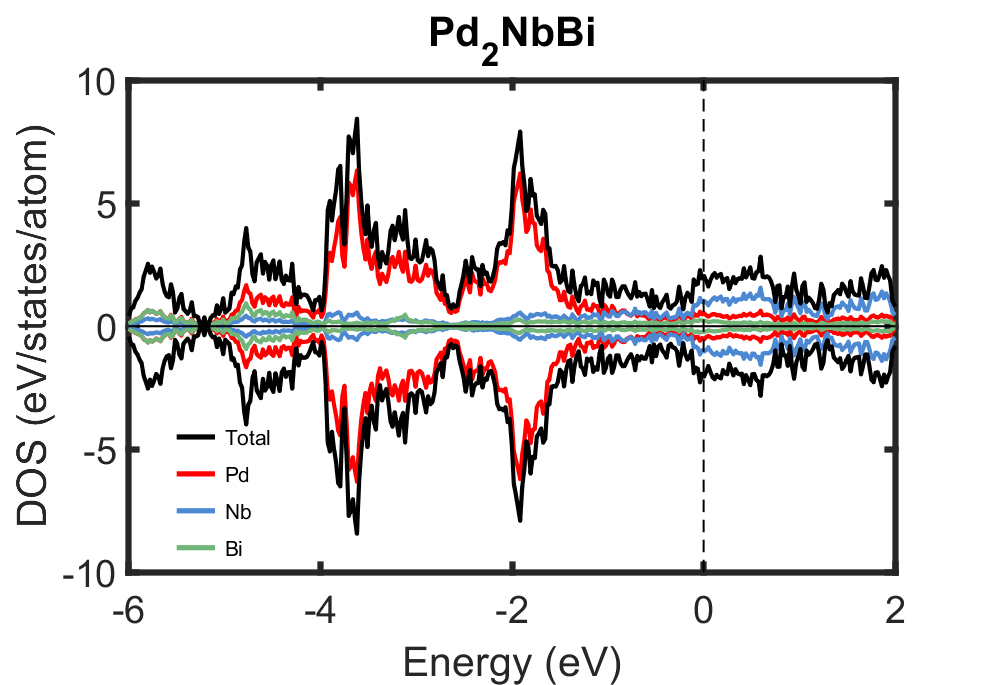 Pd2NbBi
10
5
0
-5
-10
DOS (eV/states/atom)
Total
Pd
Nb
Bi
-6
-4
-2
0
2
Energy (eV)